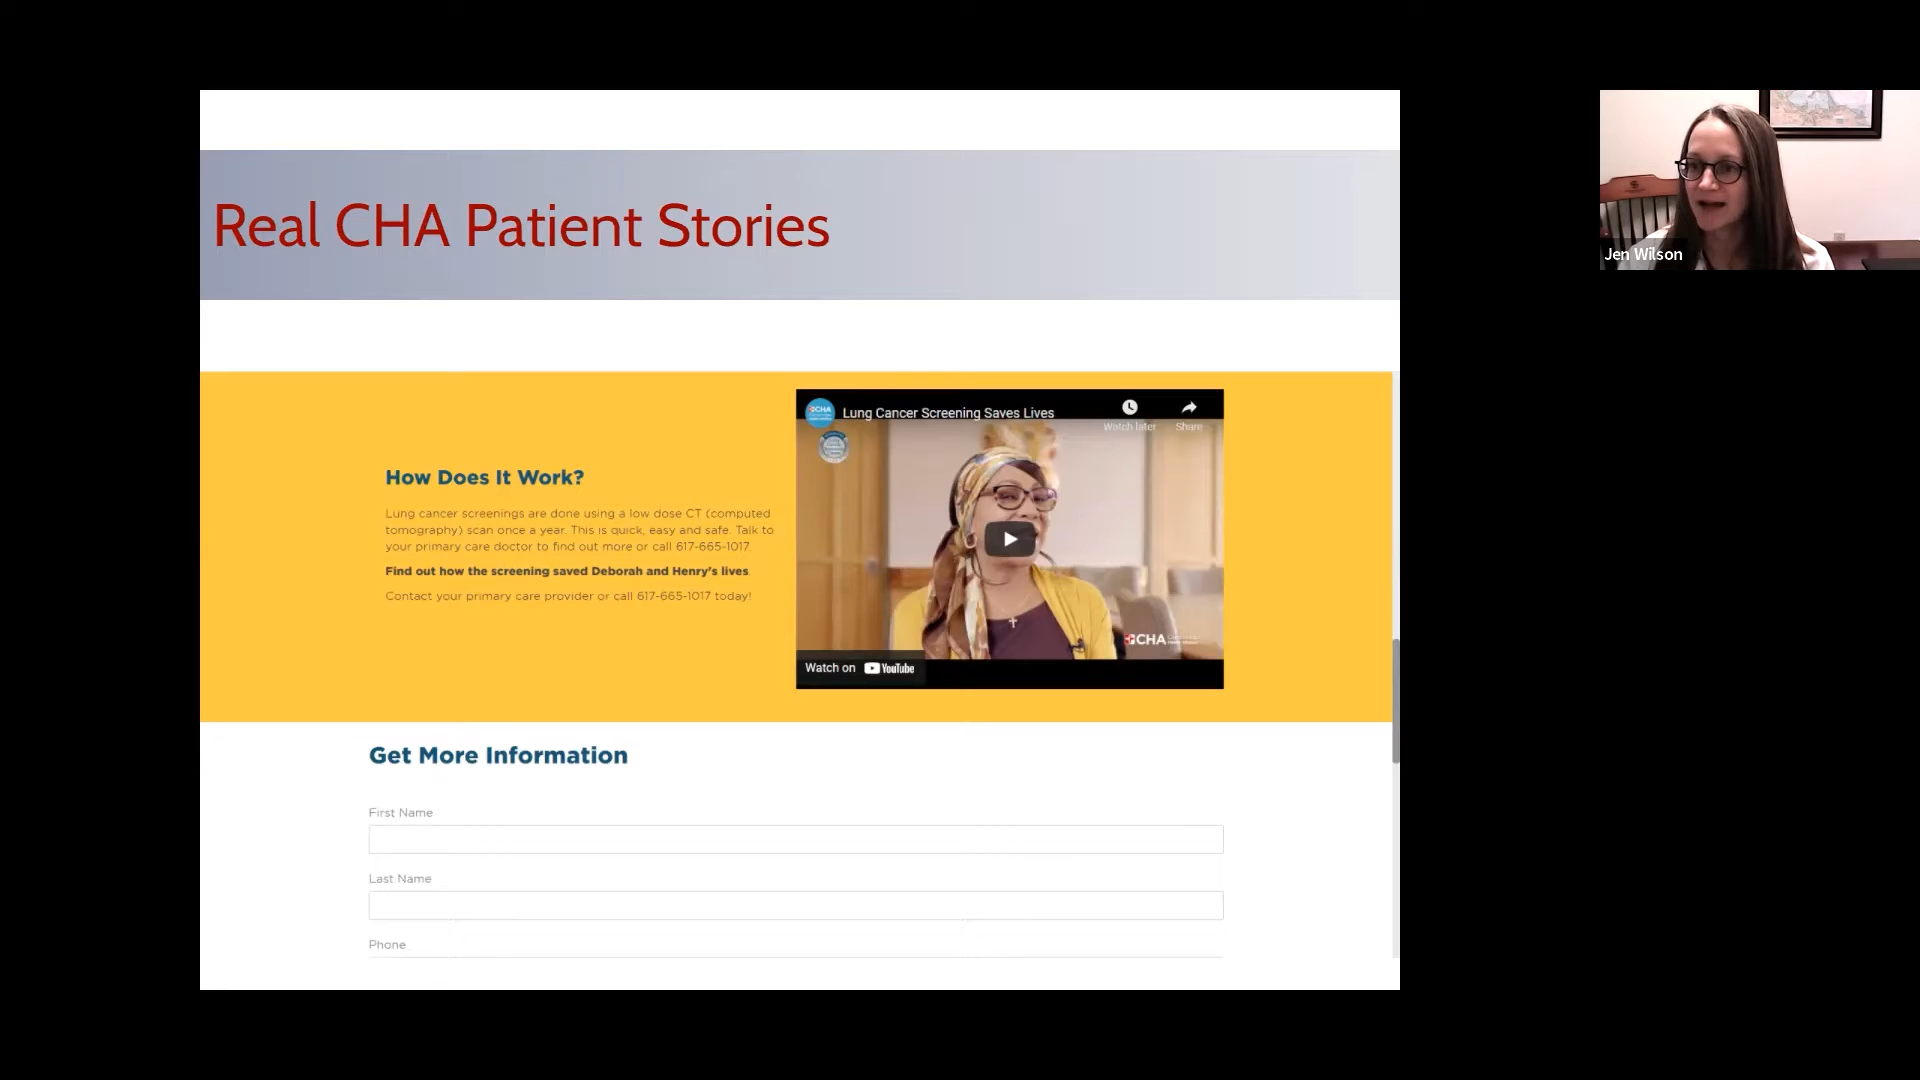 Real CHA Patient Stories
Jen Wilson
CHA
Lung Cancer Screening Saves Lives
Watch later
Share
How Does It Work?
Lung cancer screenings are done using a low dose CT (computed
tomography) scan once a year. This is quick, easy and safe. Talk to
your primary care doctor to find out more or call 617-665-1017
Find out how the screening saved Deborah and Henry's lives
Contact your primary care provider or call 617-665-1017 today!
CHA
Watch on YouTube
Get More Information
First Name
Last Name
Phone